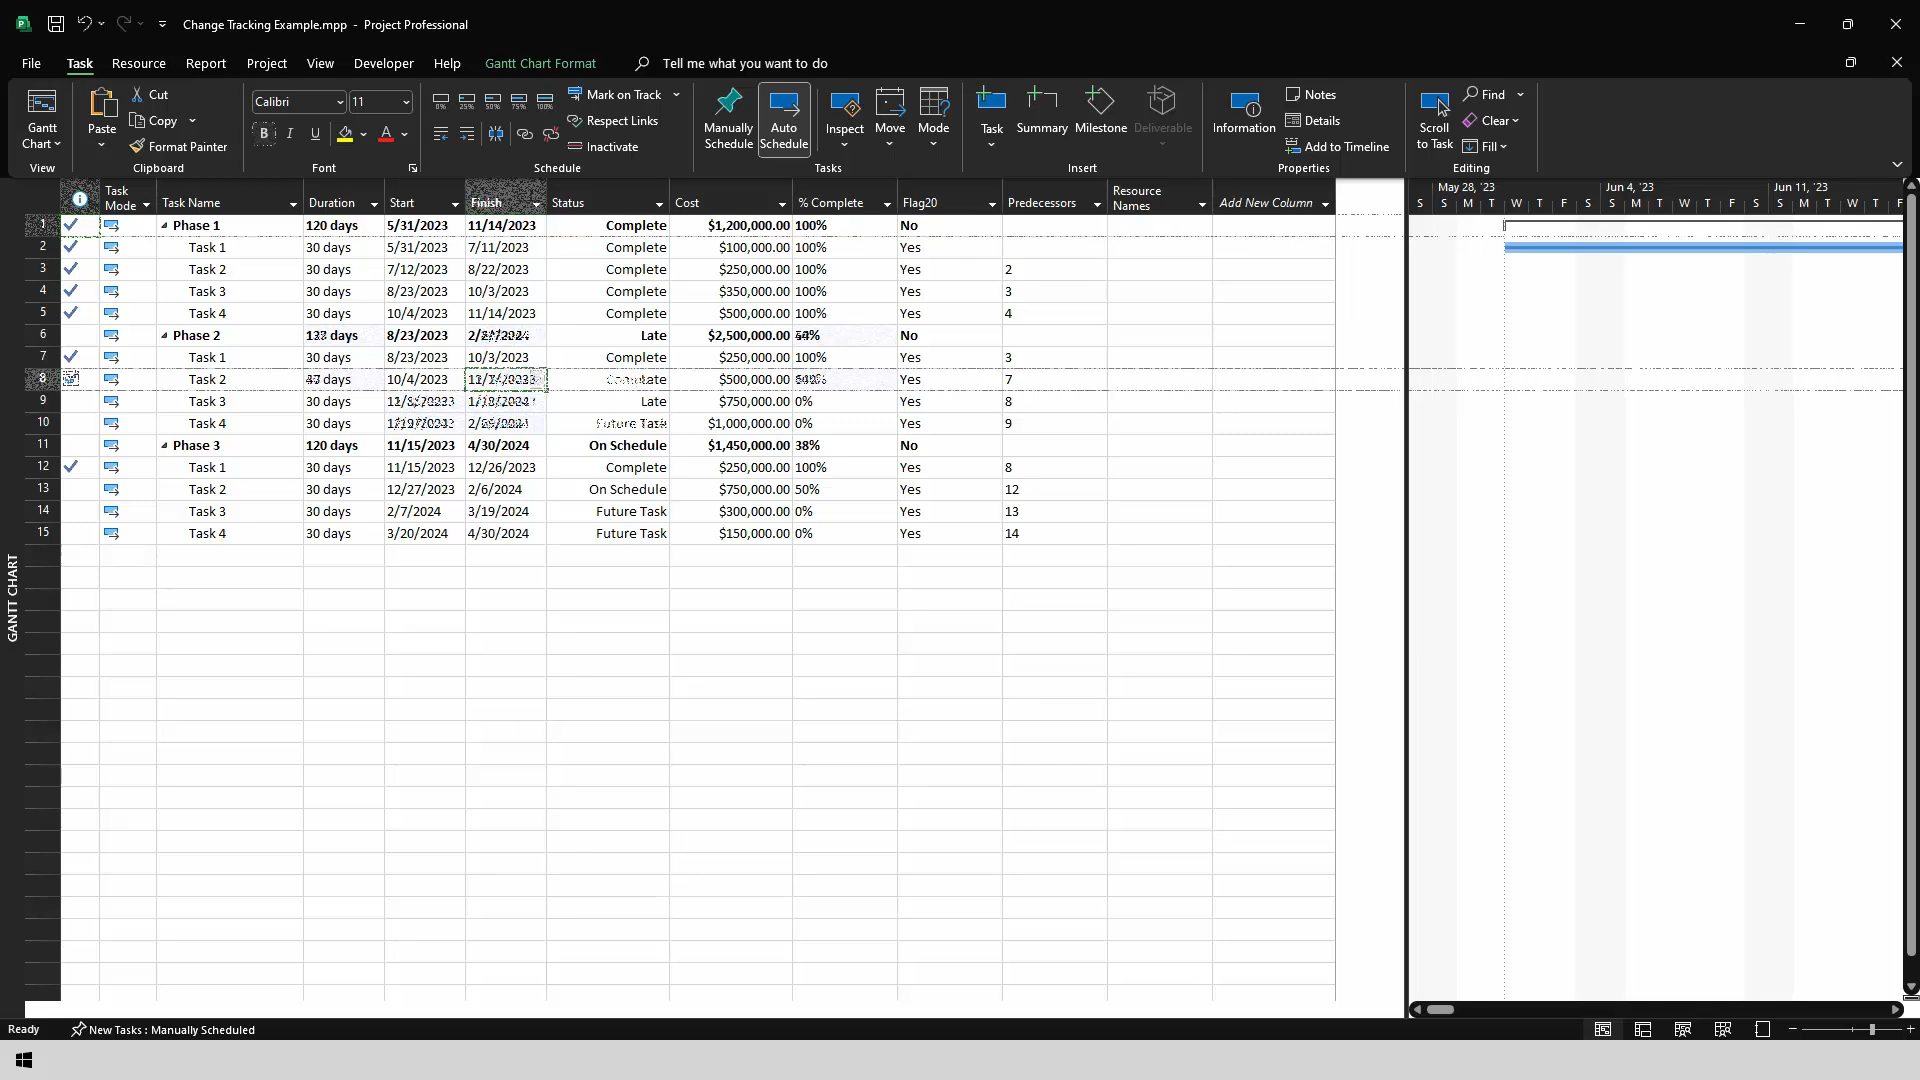 Change Tracking Example.mpp - Project Professional
File Task Resource Report Project View Developer Help Gantt Chart Format Tell me what you want to do
Gantt Chart
View
Paste
Cut
Copy
Format Painter
Clipboard
Calibri 11
B I U A
Font
0% 25% 50% 75% 100%
Mark on Track
Respect Links
Inactivate
Schedule
Manually Schedule
Auto Schedule
Inspect
Move
Mode
Tasks
Task
Summary
Milestone
Deliverable
Insert
Information
Notes
Details
Add to Timeline
Properties
Scroll to Task
Find
Clear
Fill
Editing
Task Mode Task Name Duration Start Finish Status Cost % Complete Flag20 Predecessors Resource Names Add New Column
May 28, '23 Jun 4, '23 Jun 11, '23
S S M T W T F S S M T W T F S S M T W T F
1 Phase 1 120 days 5/31/2023 11/14/2023 Complete $1,200,000.00 100% No
2 Task 1 30 days 5/31/2023 7/11/2023 Complete $100,000.00 100% Yes
3 Task 2 30 days 7/12/2023 8/22/2023 Complete $250,000.00 100% Yes 2
4 Task 3 30 days 8/23/2023 10/3/2023 Complete $350,000.00 100% Yes 3
5 Task 4 30 days 10/4/2023 11/14/2023 Complete $500,000.00 100% Yes 4
6 Phase 2 days 8/23/2023 Late $2,500,000.00 No
7 Task 1 30 days 8/23/2023 10/3/2023 Complete $250,000.00 100% Yes 3
8 Task 2 days 10/4/2023 $500,000.00 Yes 7
9 Task 3 30 days Late $750,000.00 0% Yes 8
10 Task 4 30 days Future Task $1,000,000.00 0% Yes 9
11 Phase 3 120 days 11/15/2023 4/30/2024 On Schedule $1,450,000.00 38% No
12 Task 1 30 days 11/15/2023 12/26/2023 Complete $250,000.00 100% Yes 8
13 Task 2 30 days 12/27/2023 2/6/2024 On Schedule $750,000.00 50% Yes 12
14 Task 3 30 days 2/7/2024 3/19/2024 Future Task $300,000.00 0% Yes 13
15 Task 4 30 days 3/20/2024 4/30/2024 Future Task $150,000.00 0% Yes 14
GANTT CHART
Ready New Tasks : Manually Scheduled